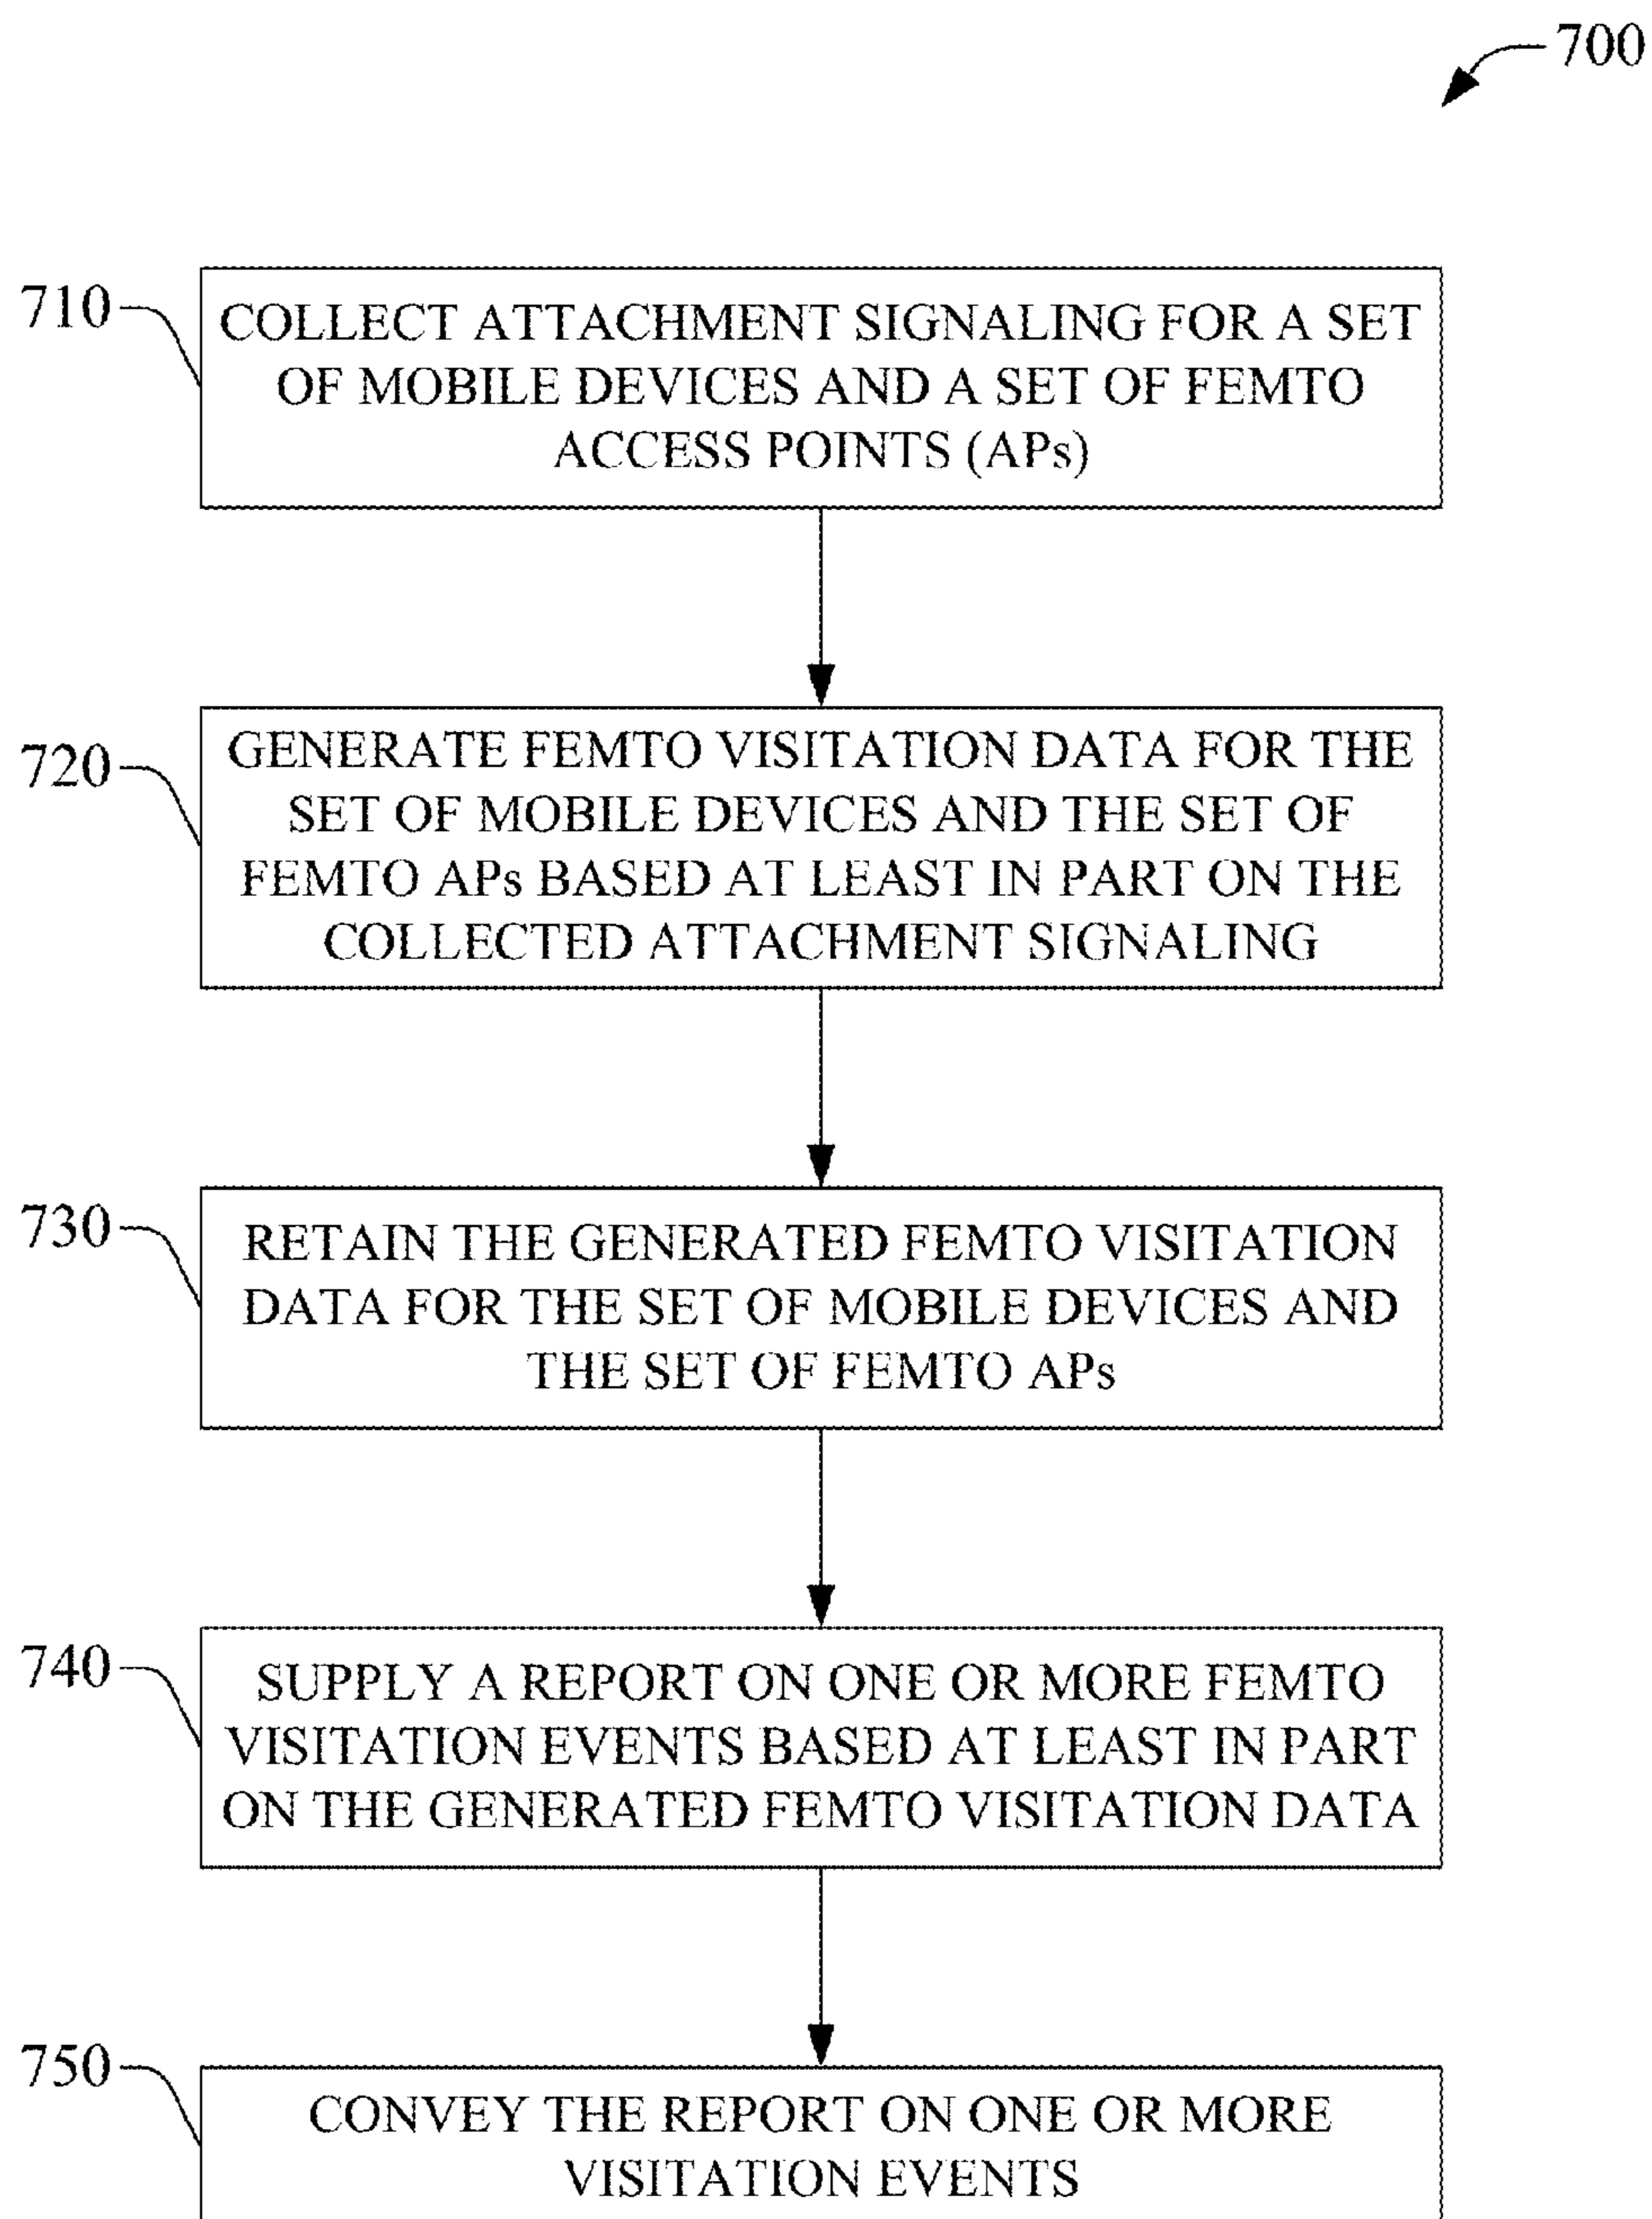 700
710
COLLECT ATTACHMENT SIGNALING FOR A SET
OF MOBILE DEVICES AND A SET OF FEMTO
ACCESS POINTS (APs)
720
GENERATE FEMTO VISITATION DATA FOR THE
SET OF MOBILE DEVICES AND THE SET OF
FEMTO APs BASED AT LEAST IN PART ON THE
COLLECTED ATTACHMENT SIGNALING
730
RETAIN THE GENERATED FEMTO VISITATION
DATA FOR THE SET OF MOBILE DEVICES AND
THE SET OF FEMTO APs
740
SUPPLY A REPORT ON ONE OR MORE FEMTO
VISITATION EVENTS BASED AT LEAST IN PART
ON THE GENERATED FEMTO VISITATION DATA
750
CONVEY THE REPORT ON ONE OR MORE
VISITATION EVENTS